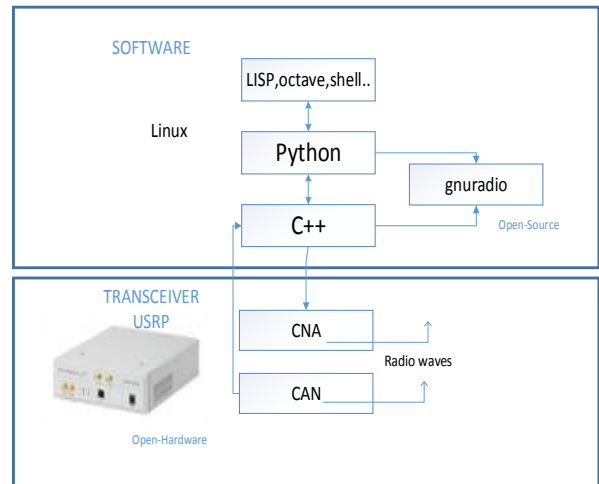 SOFTWARE
LISP,octave,shell..
Linux
Python
gnuradio
C++
Open-Source
TRANSCEIVER
USRP
CNA
Radio waves
CAN
Open-Hardware